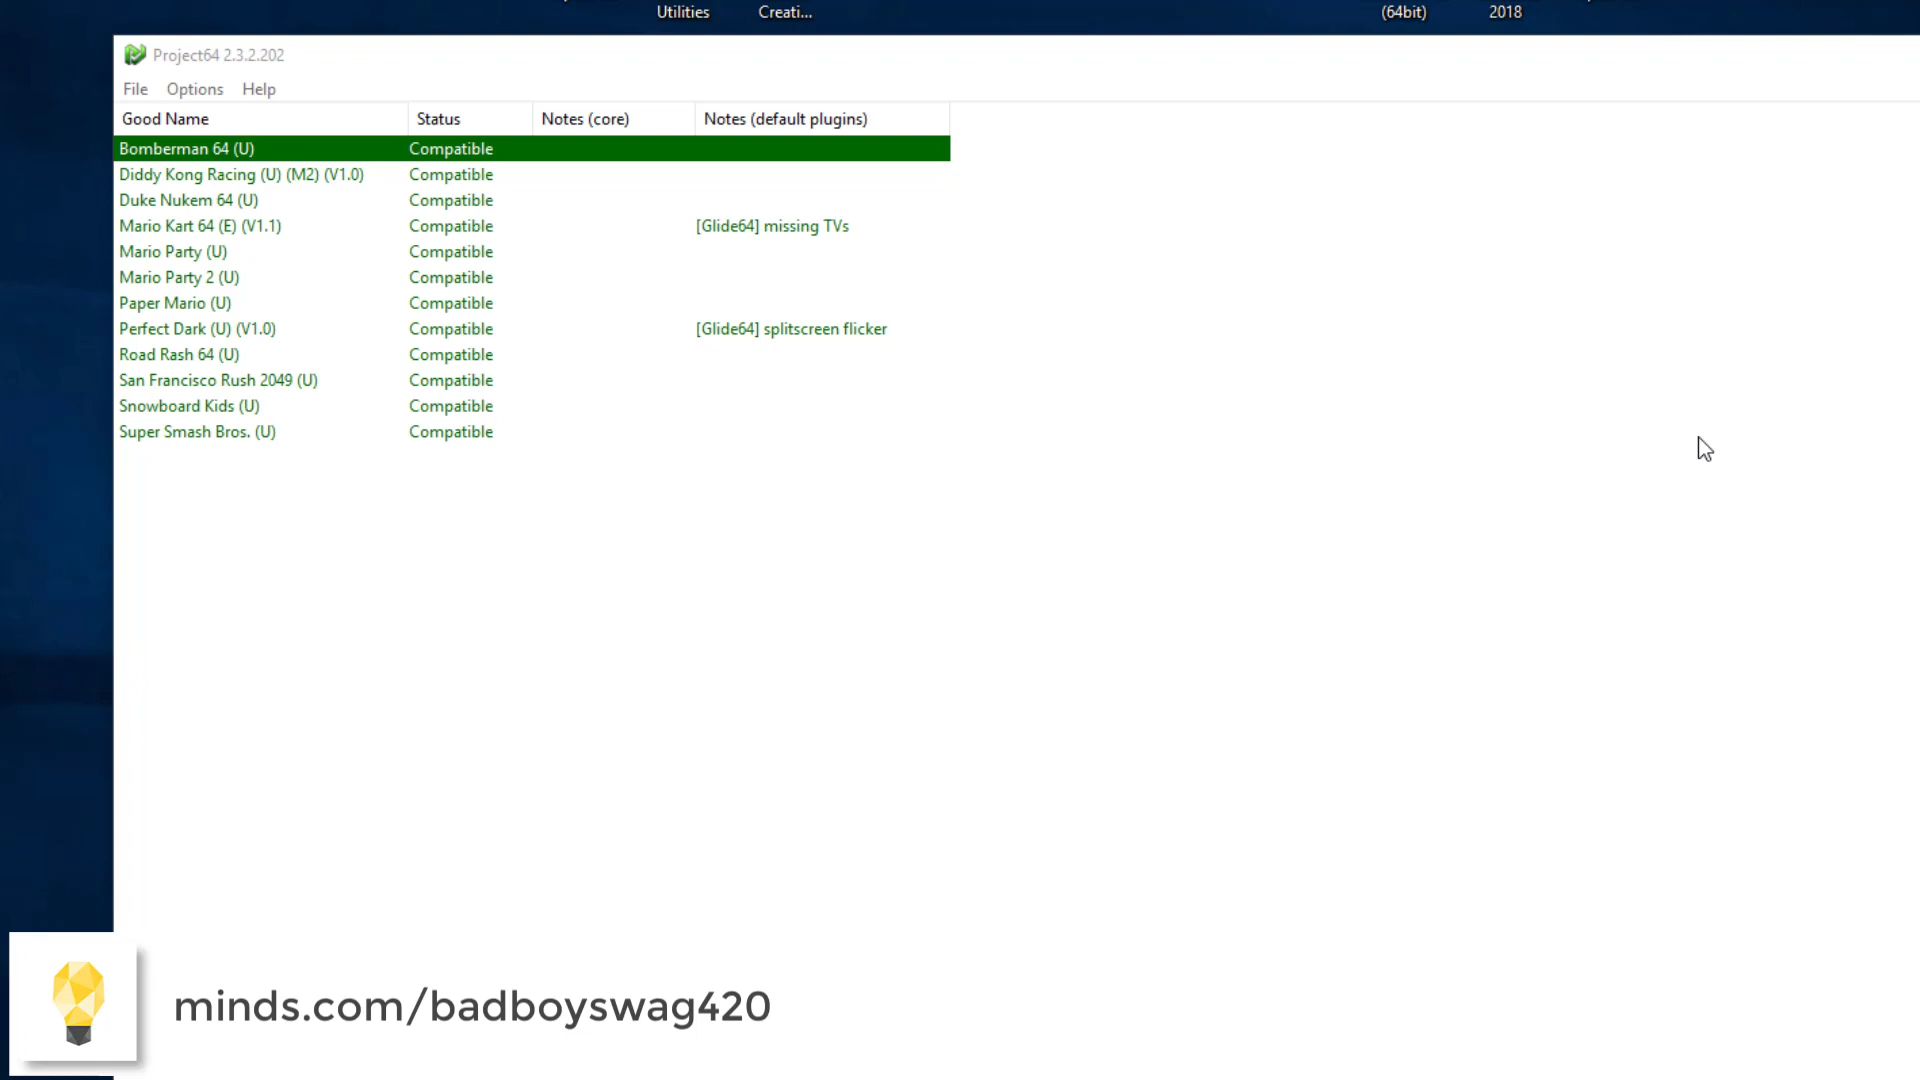 Utilities Creati... (64bit) 2018
Project64 2.3.2.202
File Options Help
Good Name Status Notes (core) Notes (default plugins)
Bomberman 64 (U) Compatible
Diddy Kong Racing (U) (M2) (V1.0) Compatible
Duke Nukem 64 (U) Compatible
Mario Kart 64 (E) (V1.1) Compatible [Glide64] missing TVs
Mario Party (U) Compatible
Mario Party 2 (U) Compatible
Paper Mario (U) Compatible
Perfect Dark (U) (V1.0) Compatible [Glide64] splitscreen flicker
Road Rash 64 (U) Compatible
San Francisco Rush 2049 (U) Compatible
Snowboard Kids (U) Compatible
Super Smash Bros. (U) Compatible
minds.com/badboyswag420